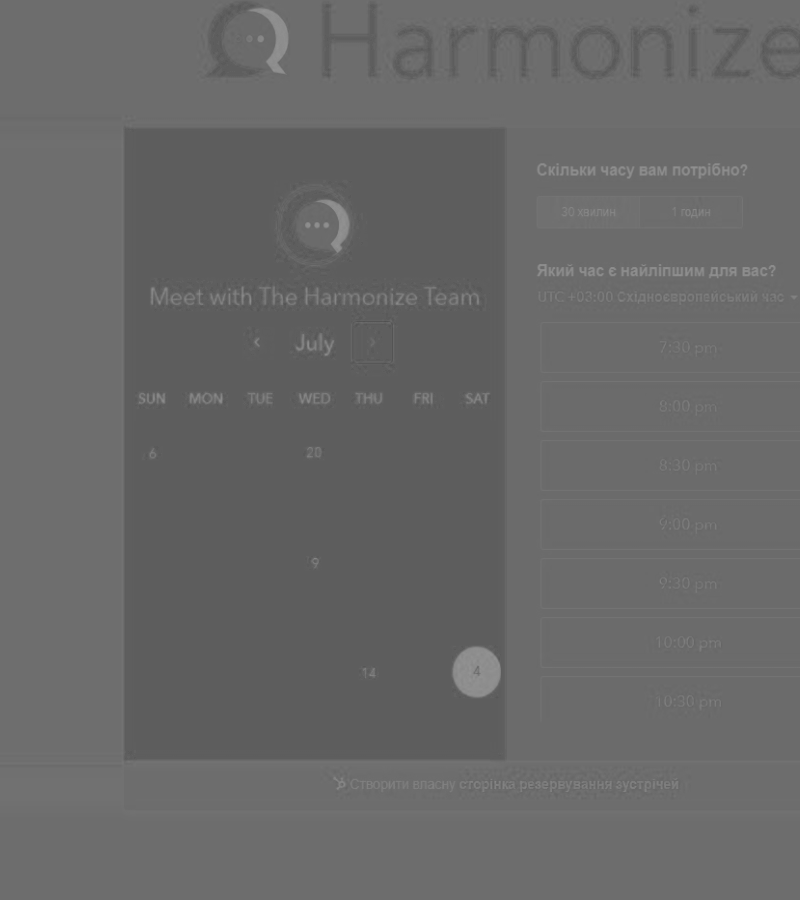 Harmonize
Meet with The Harmonize Team
July
SUN MON TUE WED THU FRI SAT
6 20
9
14 4
Скільки часу вам потрібно?
30 хвилин 1 годин
Який час є найліпшим для вас?
UTC +03:00 Східноєвропейський час
7:30 pm
8:00 pm
8:30 pm
9:00 pm
9:30 pm
10:00 pm
10:30 pm
Створити власну сторінка резервування зустрічей